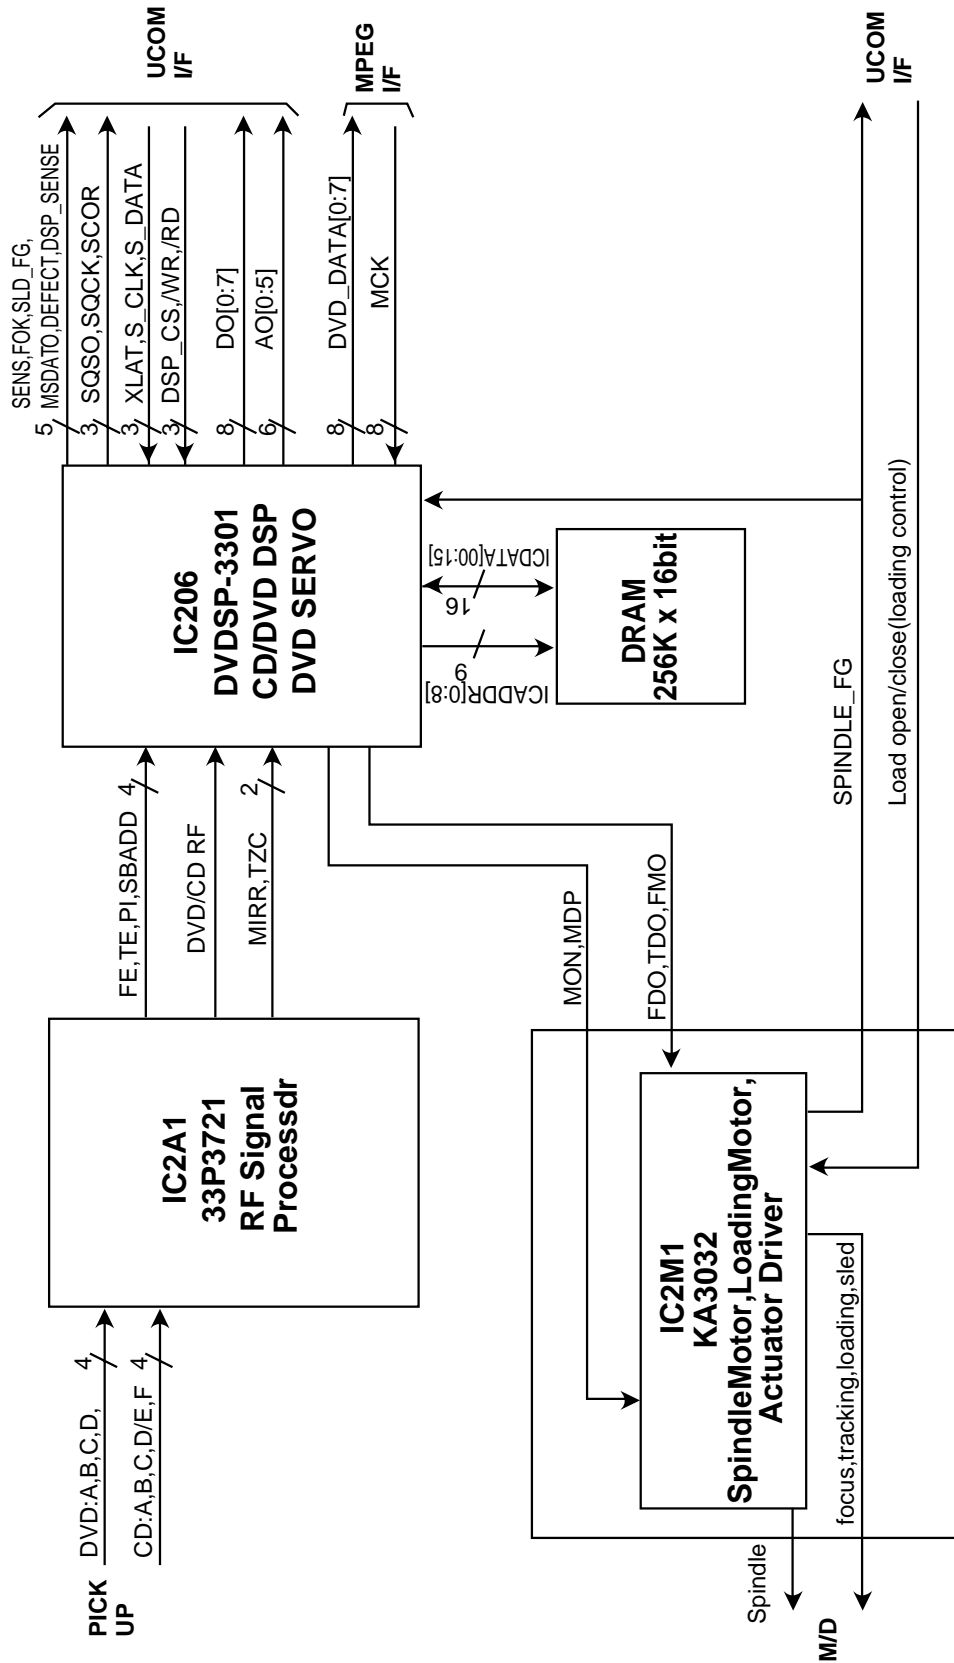 PICK
UP
DVD:A,B,C,D,
4
CD:A,B,C,D/E,F
4
IC2A1
33P3721
RF Signal
Processdr
FE,TE,PI,SBADD
4
DVD/CD RF
MIRR,TZC
2
IC206
DVDSP-3301
CD/DVD DSP
DVD SERVO
SENS,FOK,SLD_FG,
MSDATO,DEFECT,DSP_SENSE
5
SQSO,SQCK,SCOR
3
XLAT,S_CLK,S_DATA
3
DSP_CS,/WR,/RD
3
DO[0:7]
8
AO[0:5]
6
UCOM
I/F
DVD_DATA[0:7]
8
MCK
8
MPEG
I/F
ICADDR[0:8]
9
ICDATA[00:15]
16
DRAM
256K x 16bit
MON,MDP
FDO,TDO,FMO
IC2M1
KA3032
SpindleMotor,LoadingMotor,
Actuator Driver
Spindle
focus,tracking,loading,sled
M/D
SPINDLE_FG
Load open/close(loading control)
UCOM
I/F